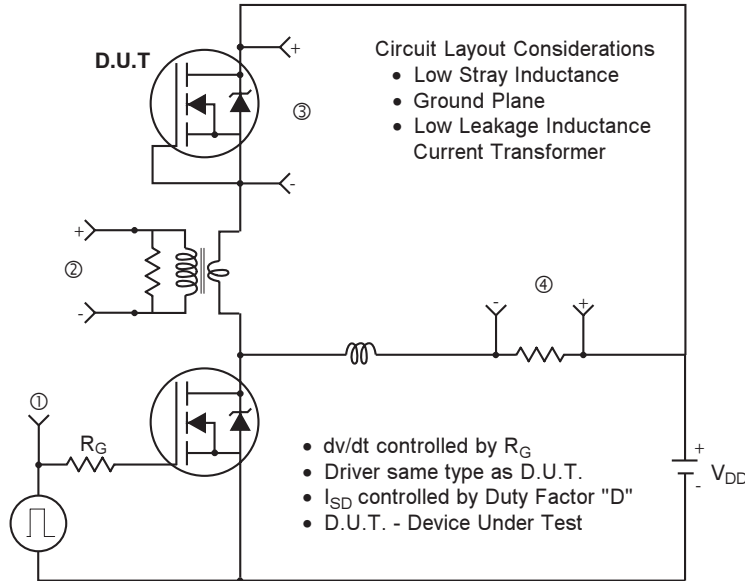 D.U.T
+
Circuit Layout Considerations
• Low Stray Inductance
• Ground Plane
• Low Leakage Inductance
Current Transformer
③
-
+
②
-
-
④
+
①
RG
• dv/dt controlled by RG
• Driver same type as D.U.T.
• ISD controlled by Duty Factor "D"
• D.U.T. - Device Under Test
+
VDD
-